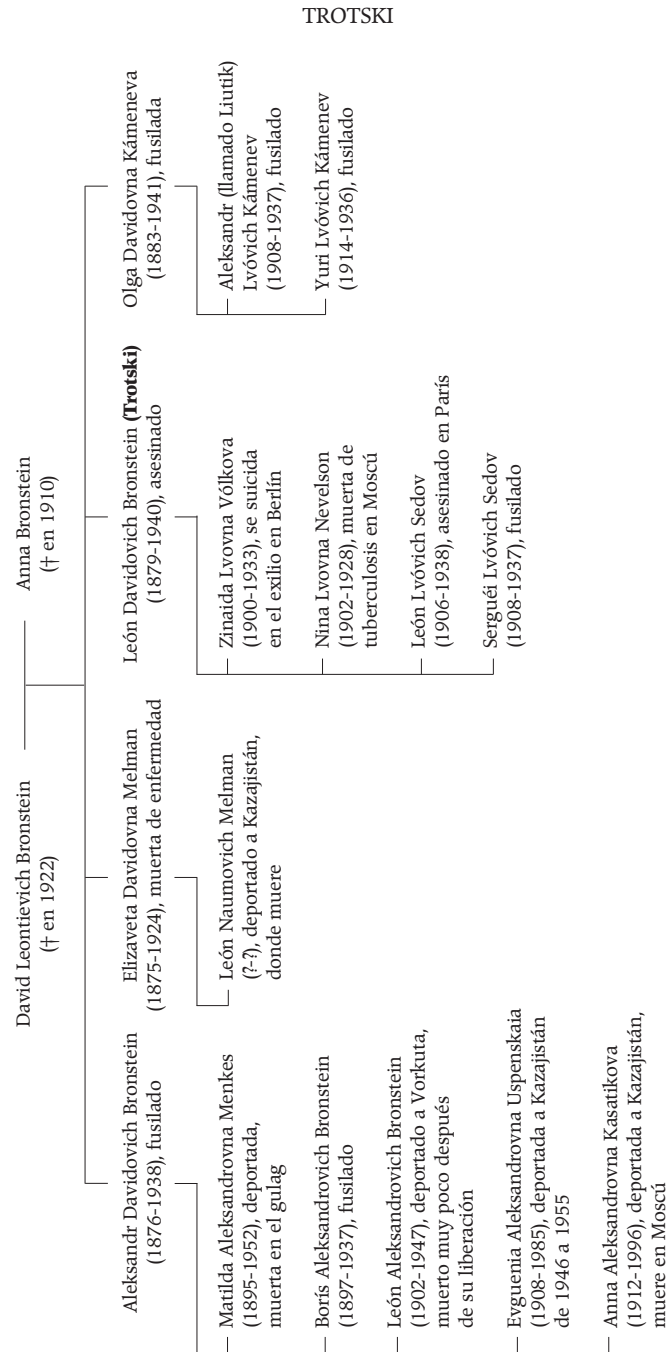 TROTSKI
David Leontievich Bronstein
(† en 1922)
Anna Bronstein
(† en 1910)
Aleksandr Davidovich Bronstein
(1876-1938), fusilado
Matilda Aleksandrovna Menkes
(1895-1952), deportada,
muerta en el gulag
Borís Aleksandrovich Bronstein
(1897-1937), fusilado
León Aleksandrovich Bronstein
(1902-1947), deportado a Vorkuta,
muerto muy poco después
de su liberación
Evguenia Aleksandrovna Uspenskaia
(1908-1985), deportada a Kazajistán
de 1946 a 1955
Anna Aleksandrovna Kasatikova
(1912-1996), deportada a Kazajistán,
muere en Moscú
Elizaveta Davidovna Melman
(1875-1924), muerta de enfermedad
León Naumovich Melman
(?-?), deportado a Kazajistán,
donde muere
León Davidovich Bronstein (Trotski)
(1879-1940), asesinado
Zinaida Lvovna Vólkova
(1900-1933), se suicida
en el exilio en Berlín
Nina Lvovna Nevelson
(1902-1928), muerta de
tuberculosis en Moscú
León Lvóvich Sedov
(1906-1938), asesinado en París
Serguéi Lvóvich Sedov
(1908-1937), fusilado
Olga Davidovna Kámeneva
(1883-1941), fusilada
Aleksandr (llamado Liutik)
Lvóvich Kámenev
(1908-1937), fusilado
Yuri Lvóvich Kámenev
(1914-1936), fusilado